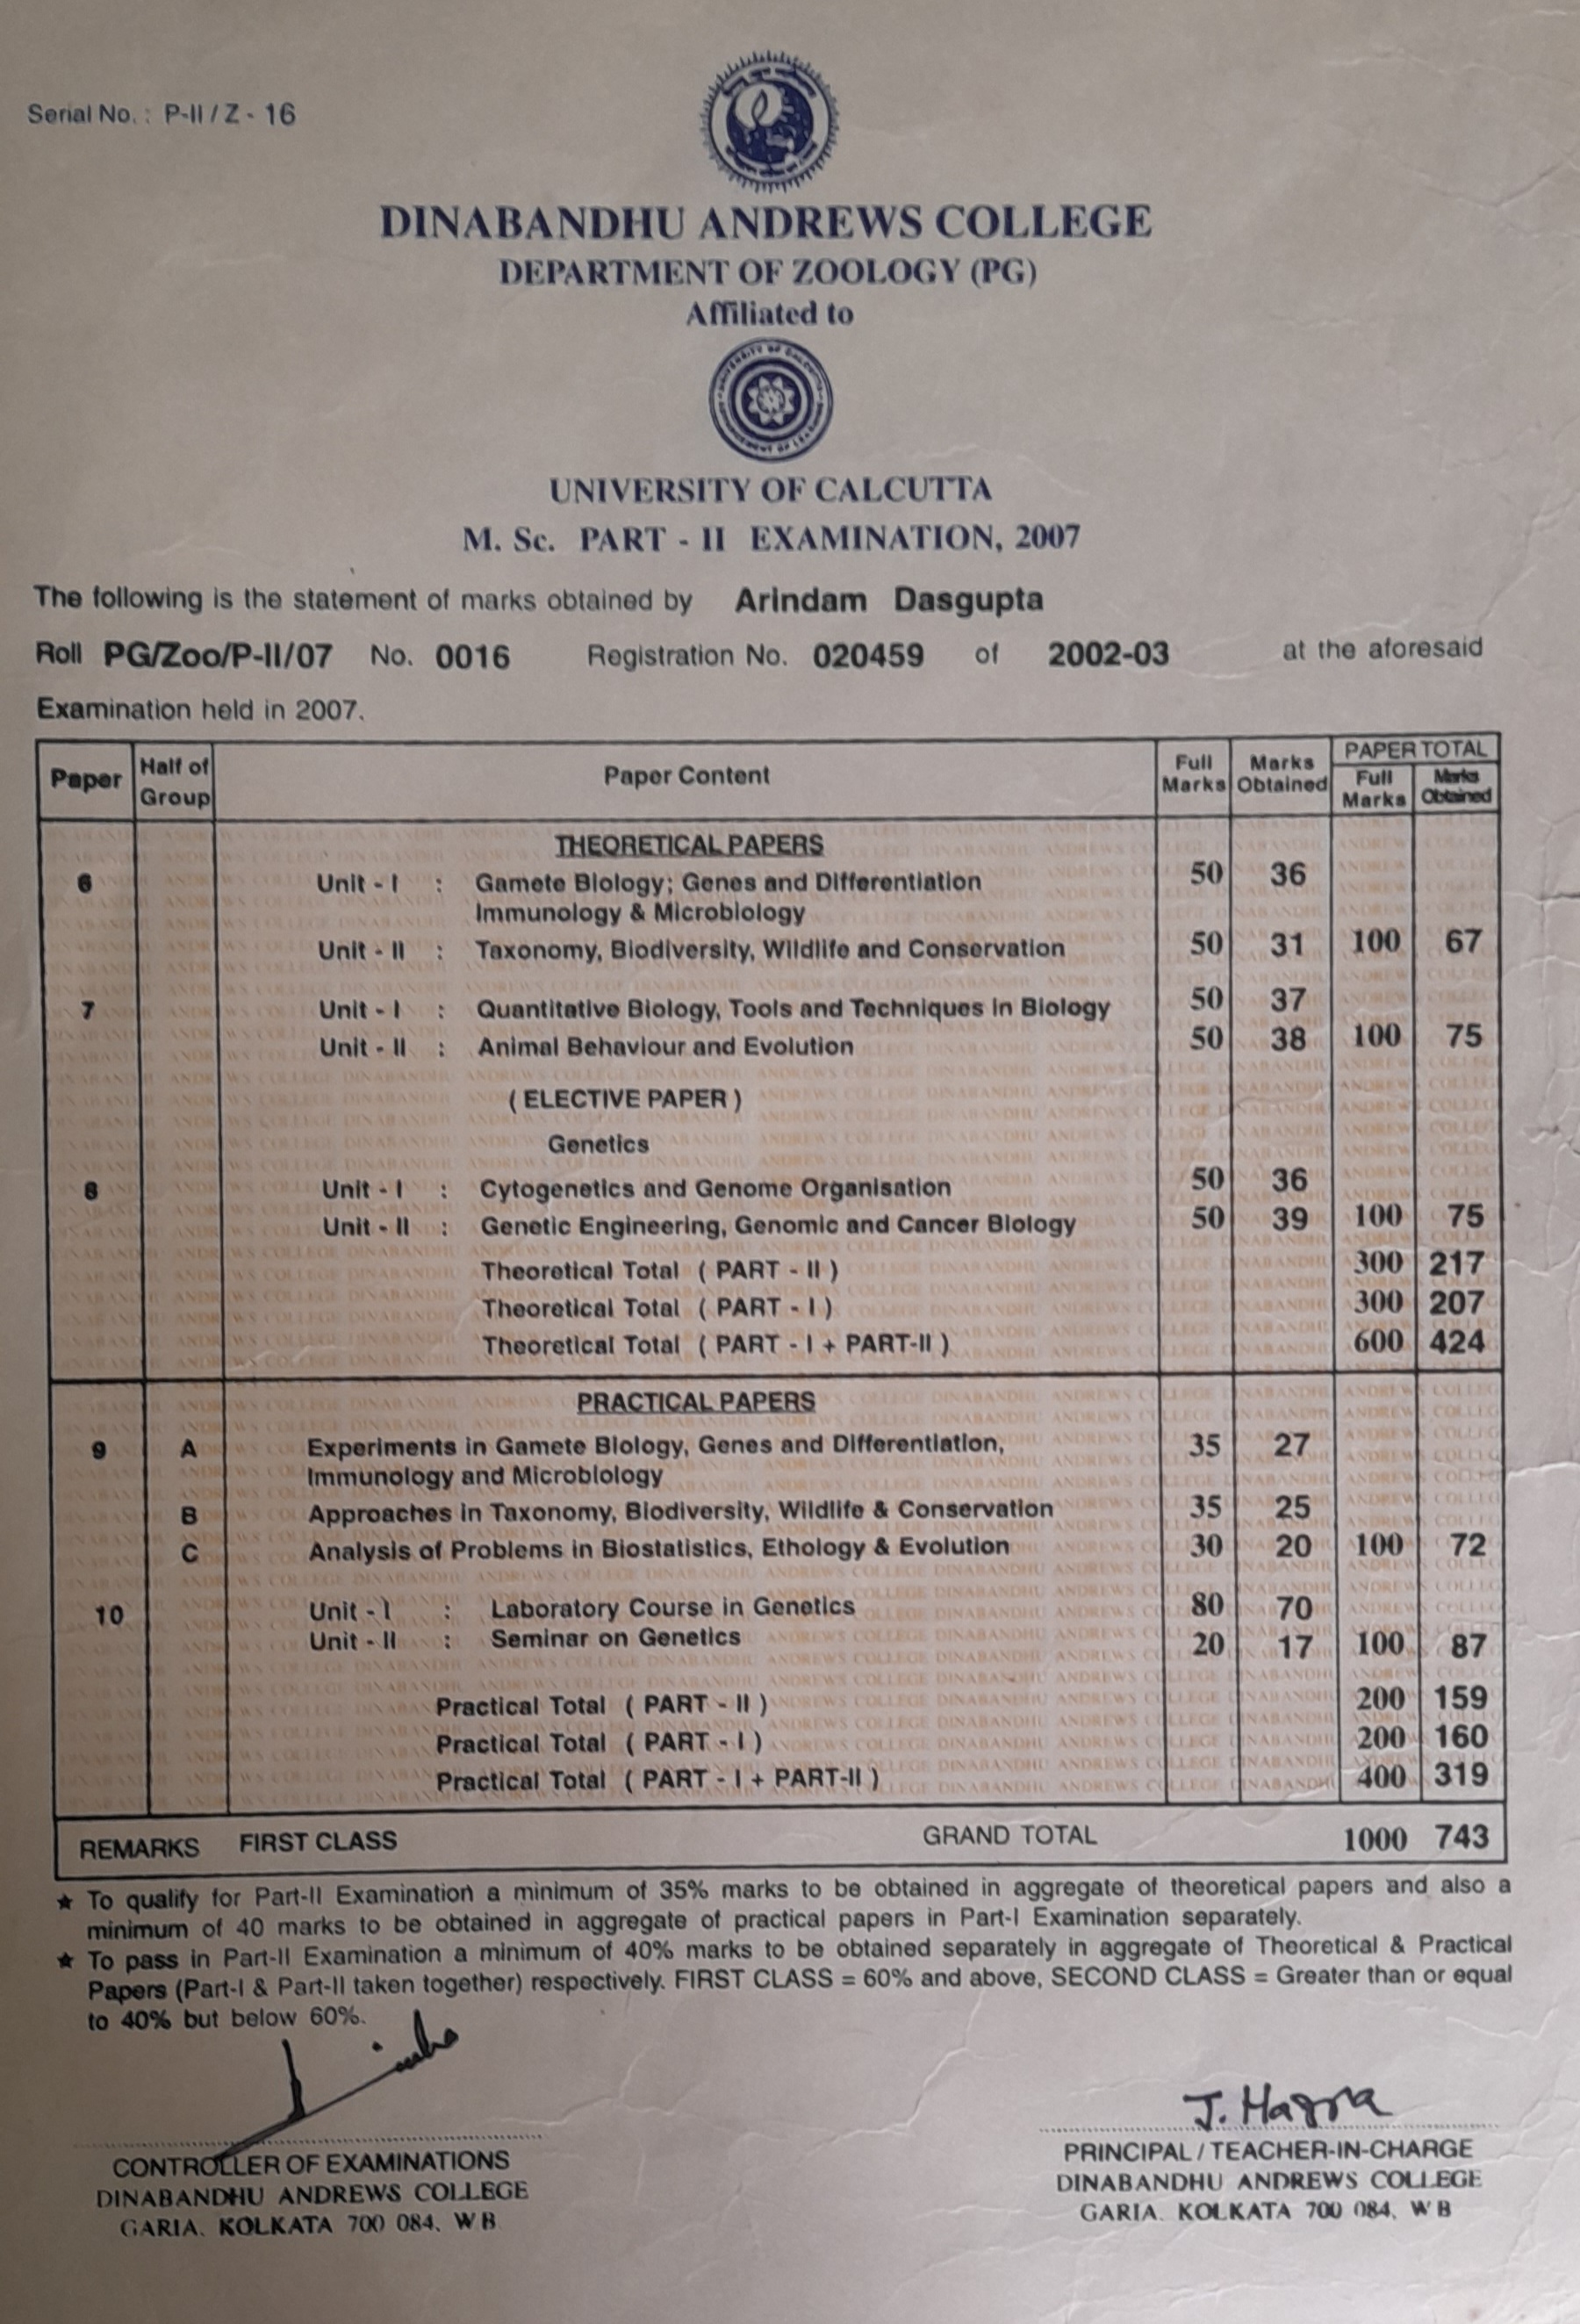 Serial No. : P-II / Z - 16
DINABANDHU ANDREWS COLLEGE
DEPARTMENT OF ZOOLOGY (PG)
Affiliated to
UNIVERSITY OF CALCUTTA
M. Sc. PART - II EXAMINATION, 2007
The following is the statement of marks obtained by Arindam Dasgupta
Roll PG/Zoo/P-II/07 No. 0016 Registration No. 020459 of 2002-03 at the aforesaid
Examination held in 2007.
Paper Half of Group Paper Content Full Marks Marks Obtained PAPER TOTAL Full Marks Marks Obtained
THEORETICAL PAPERS
6 Unit - I : Gamete Biology; Genes and Differentiation 50 36
Immunology & Microbiology
Unit - II : Taxonomy, Biodiversity, Wildlife and Conservation 50 31 100 67
7 Unit - I : Quantitative Biology, Tools and Techniques in Biology 50 37
Unit - II : Animal Behaviour and Evolution 50 38 100 75
( ELECTIVE PAPER )
Genetics
8 Unit - I : Cytogenetics and Genome Organisation 50 36
Unit - II : Genetic Engineering, Genomic and Cancer Biology 50 39 100 75
Theoretical Total ( PART - II ) 300 217
Theoretical Total ( PART - I ) 300 207
Theoretical Total ( PART - I + PART-II ) 600 424
PRACTICAL PAPERS
9 A Experiments in Gamete Biology, Genes and Differentiation, 35 27
Immunology and Microbiology
B Approaches in Taxonomy, Biodiversity, Wildlife & Conservation 35 25
C Analysis of Problems in Biostatistics, Ethology & Evolution 30 20 100 72
10 Unit - I : Laboratory Course in Genetics 80 70
Unit - II : Seminar on Genetics 20 17 100 87
Practical Total ( PART - II ) 200 159
Practical Total ( PART - I ) 200 160
Practical Total ( PART - I + PART-II ) 400 319
REMARKS FIRST CLASS GRAND TOTAL 1000 743
★ To qualify for Part-II Examination a minimum of 35% marks to be obtained in aggregate of theoretical papers and also a
minimum of 40 marks to be obtained in aggregate of practical papers in Part-I Examination separately.
★ To pass in Part-II Examination a minimum of 40% marks to be obtained separately in aggregate of Theoretical & Practical
Papers (Part-I & Part-II taken together) respectively. FIRST CLASS = 60% and above, SECOND CLASS = Greater than or equal
to 40% but below 60%.
J. Hazra
CONTROLLER OF EXAMINATIONS
DINABANDHU ANDREWS COLLEGE
GARIA, KOLKATA 700 084, W B
PRINCIPAL / TEACHER-IN-CHARGE
DINABANDHU ANDREWS COLLEGE
GARIA, KOLKATA 700 084, W B